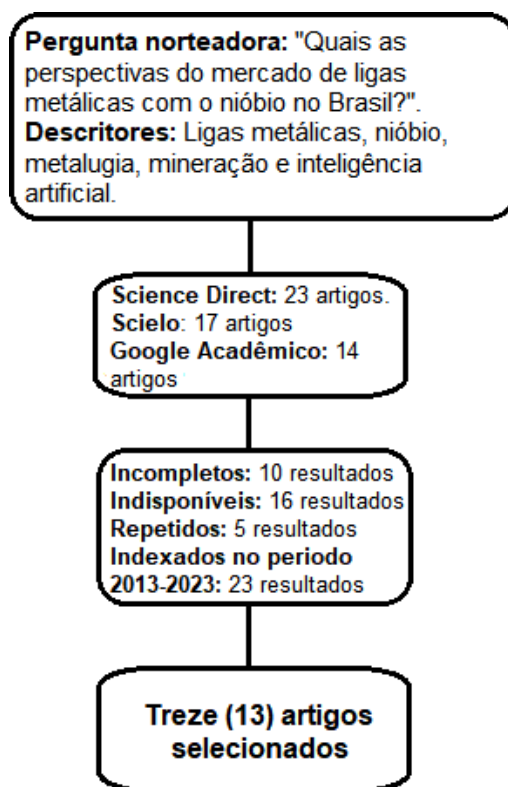 Pergunta norteadora: "Quais as
perspectivas do mercado de ligas
metálicas com o nióbio no Brasil?".
Descritores: Ligas metálicas, nióbio,
metalugia, mineração e inteligência
artificial.
Science Direct: 23 artigos.
Scielo: 17 artigos
Google Acadêmico: 14
artigos
Incompletos: 10 resultados
Indisponíveis: 16 resultados
Repetidos: 5 resultados
Indexados no periodo
2013-2023: 23 resultados
Treze (13) artigos
selecionados